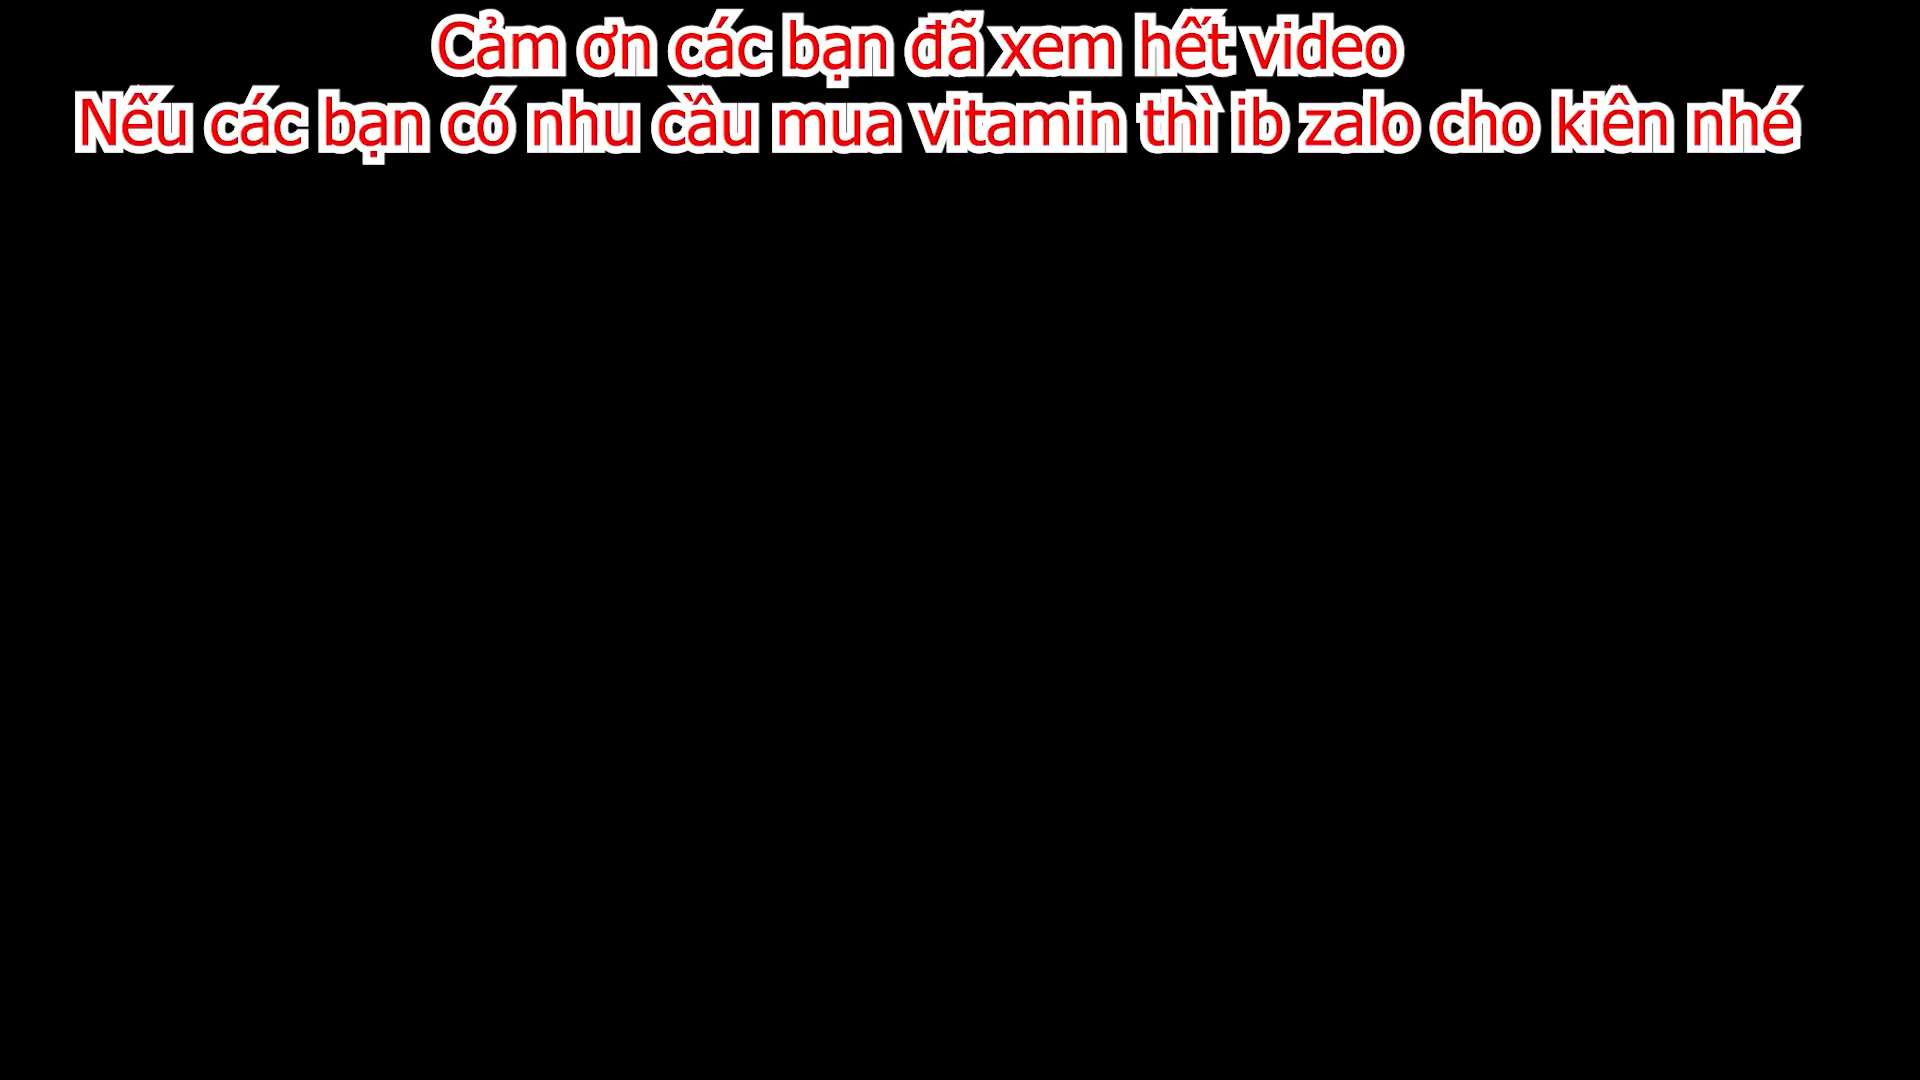 Cảm ơn các bạn đã xem hết video
Nếu các bạn có nhu cầu mua vitamin thì ib zalo cho kiên nhé